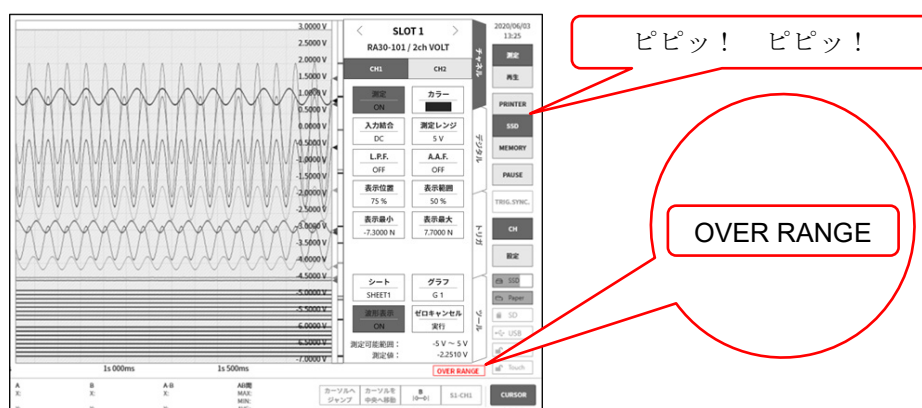 3.0000 V
2.5000 V
2.0000 V
1.5000 V
1.0000 V
0.5000 V
0.0000 V
-0.5000 V
-1.0000 V
-1.5000 V
-2.0000 V
-2.5000 V
-3.0000 V
-3.5000 V
-4.0000 V
-4.5000 V
-5.0000 V
-5.5000 V
-6.0000 V
-6.5000 V
-7.0000 V
1s 000ms
1s 500ms
SLOT 1
RA30-101 / 2ch VOLT
CH1 CH2
測定 カラー
ON
入力結合 測定レンジ
DC 5 V
L.P.F. A.A.F.
OFF OFF
表示位置 表示範囲
75 % 50 %
表示最小 表示最大
-7.3000 N 7.7000 N
シート グラフ
SHEET1 G 1
波形表示 ゼロキャンセル
ON 実行
測定可能範囲: -5 V ~ 5 V
測定値: -2.2510 V
OVER RANGE
チャネル
デジタル
トリガ
ツール
2020/06/03
13:25
測定
再生
PRINTER
SSD
MEMORY
PAUSE
TRIG.SYNC.
CH
設定
SSD
Paper
SD
USB
Touch
A B A-B AB間
X: X: X: MAX:
MIN:
カーソルへ
ジャンプ
カーソルを
中央へ移動
B
S1-CH1
CURSOR
ピピッ! ピピッ!
OVER RANGE